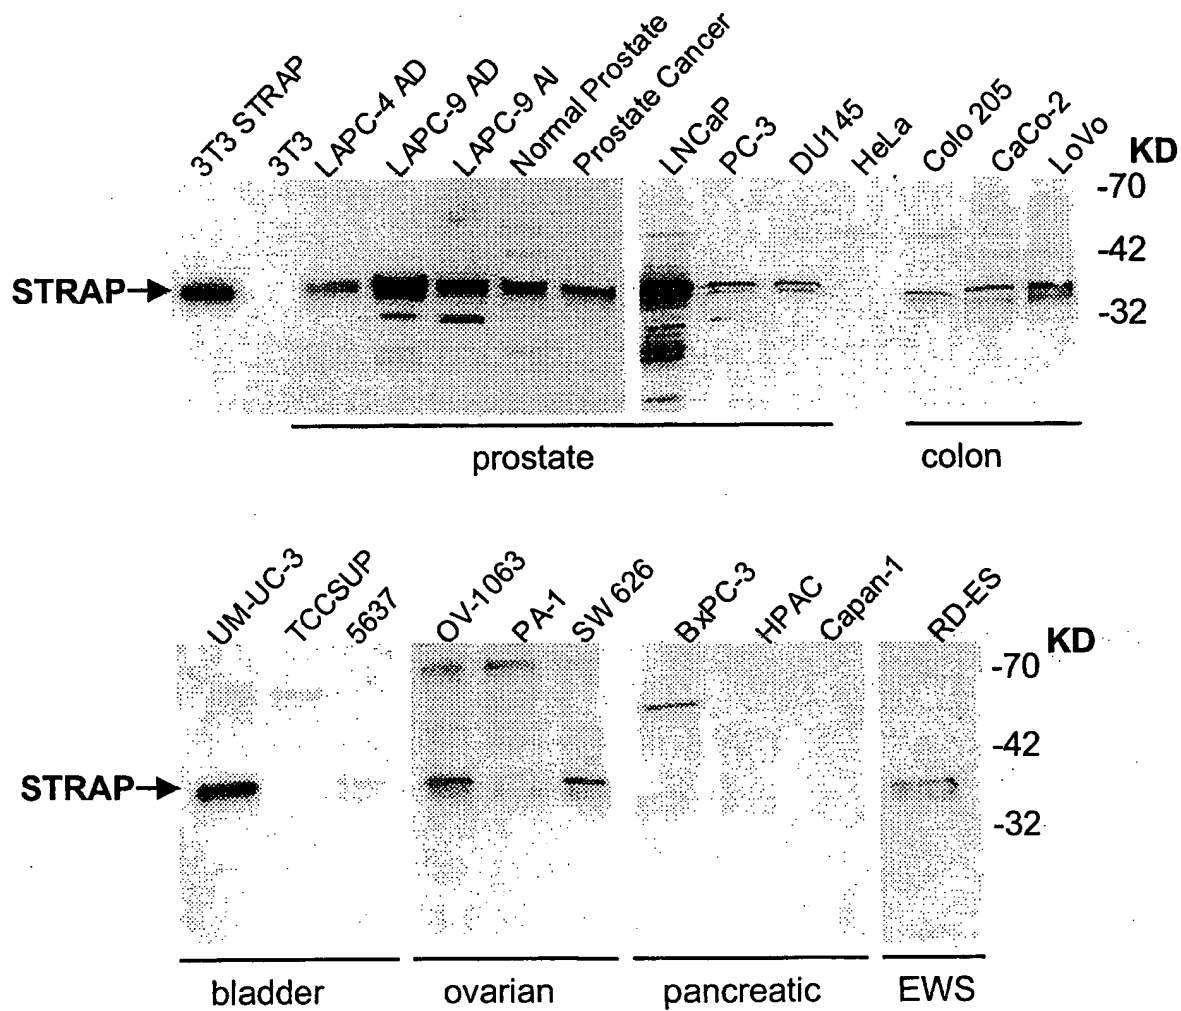 3T3 STRAP
3T3
LAPC-4 AD
LAPC-9 AD
LAPC-9 AI
Normal Prostate
Prostate Cancer
LNCaP
PC-3
DU145
HeLa
Colo 205
CaCo-2
LoVo
KD
-70
-42
STRAP
-32
prostate
colon
UM-UC-3
TCCSUP
5637
OV-1063
PA-1
SW 626
BxPC-3
HPAC
Capan-1
RD-ES
KD
-70
-42
STRAP
-32
bladder
ovarian
pancreatic
EWS